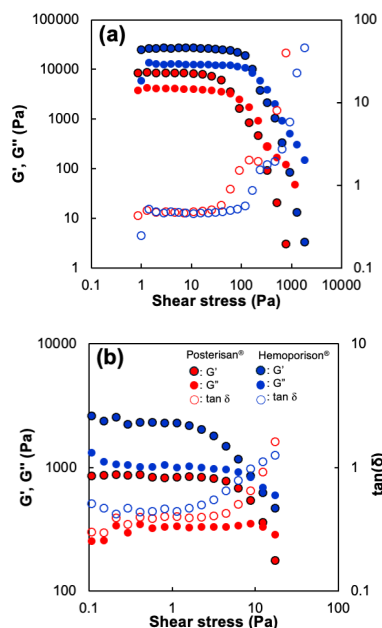 (a)
G', G" (Pa)
100000
10000
1000
100
10
1
100
10
1
0.1
0.1 1 10 100 1000 10000
Shear stress (Pa)
(b)
Posterisan® Hemoporison®
: G' : G'
: G" : G"
: tan δ : tan δ
G', G" (Pa)
tan(δ)
10000
1000
100
10
1
0.1
0.1 1 10 100
Shear stress (Pa)